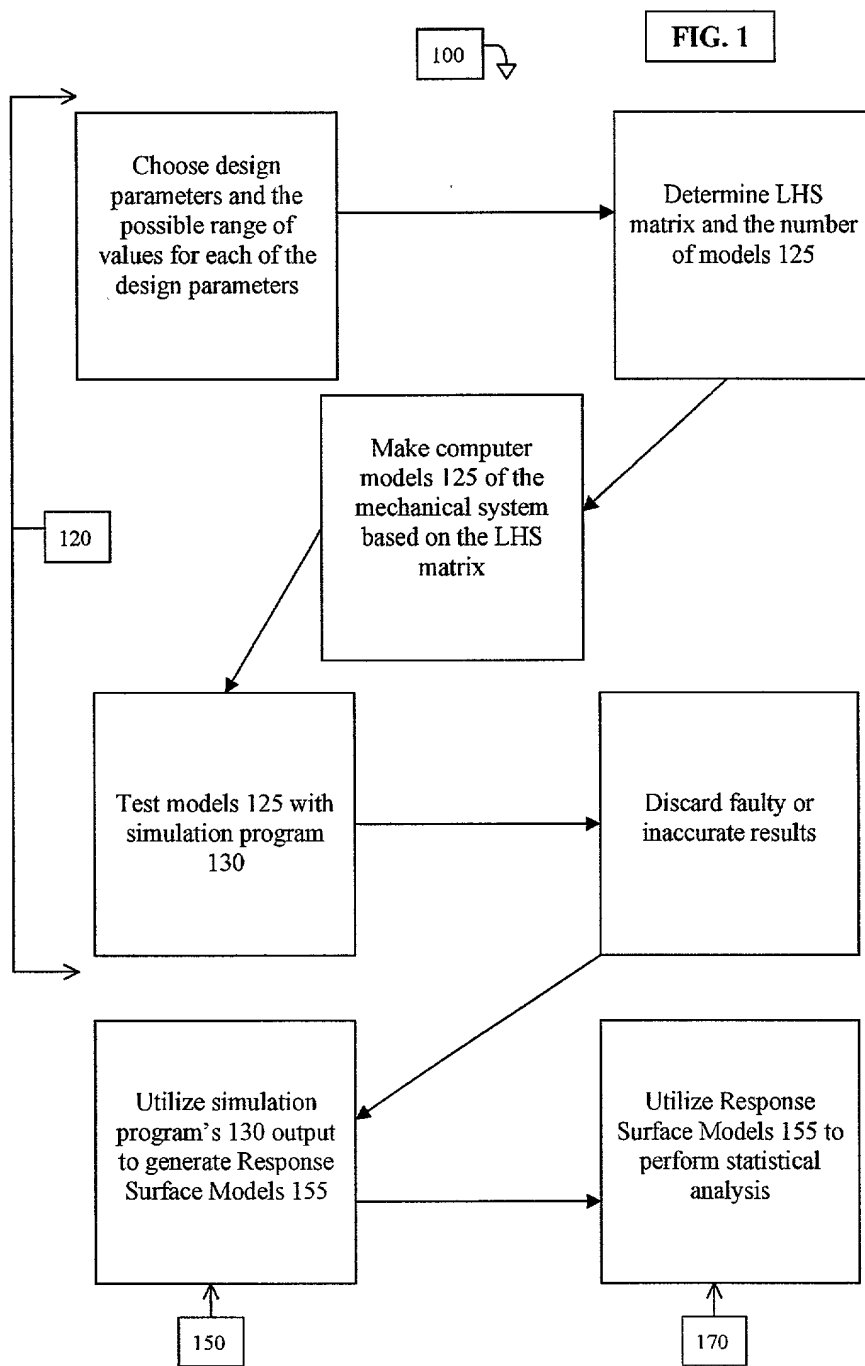 100
FIG. 1
Choose design
parameters and the
possible range of
values for each of the
design parameters
Determine LHS
matrix and the number
of models 125
Make computer
models 125 of the
mechanical system
based on the LHS
matrix
120
Test models 125 with
simulation program
130
Discard faulty or
inaccurate results
Utilize simulation
program's 130 output
to generate Response
Surface Models 155
Utilize Response
Surface Models 155 to
perform statistical
analysis
150
170